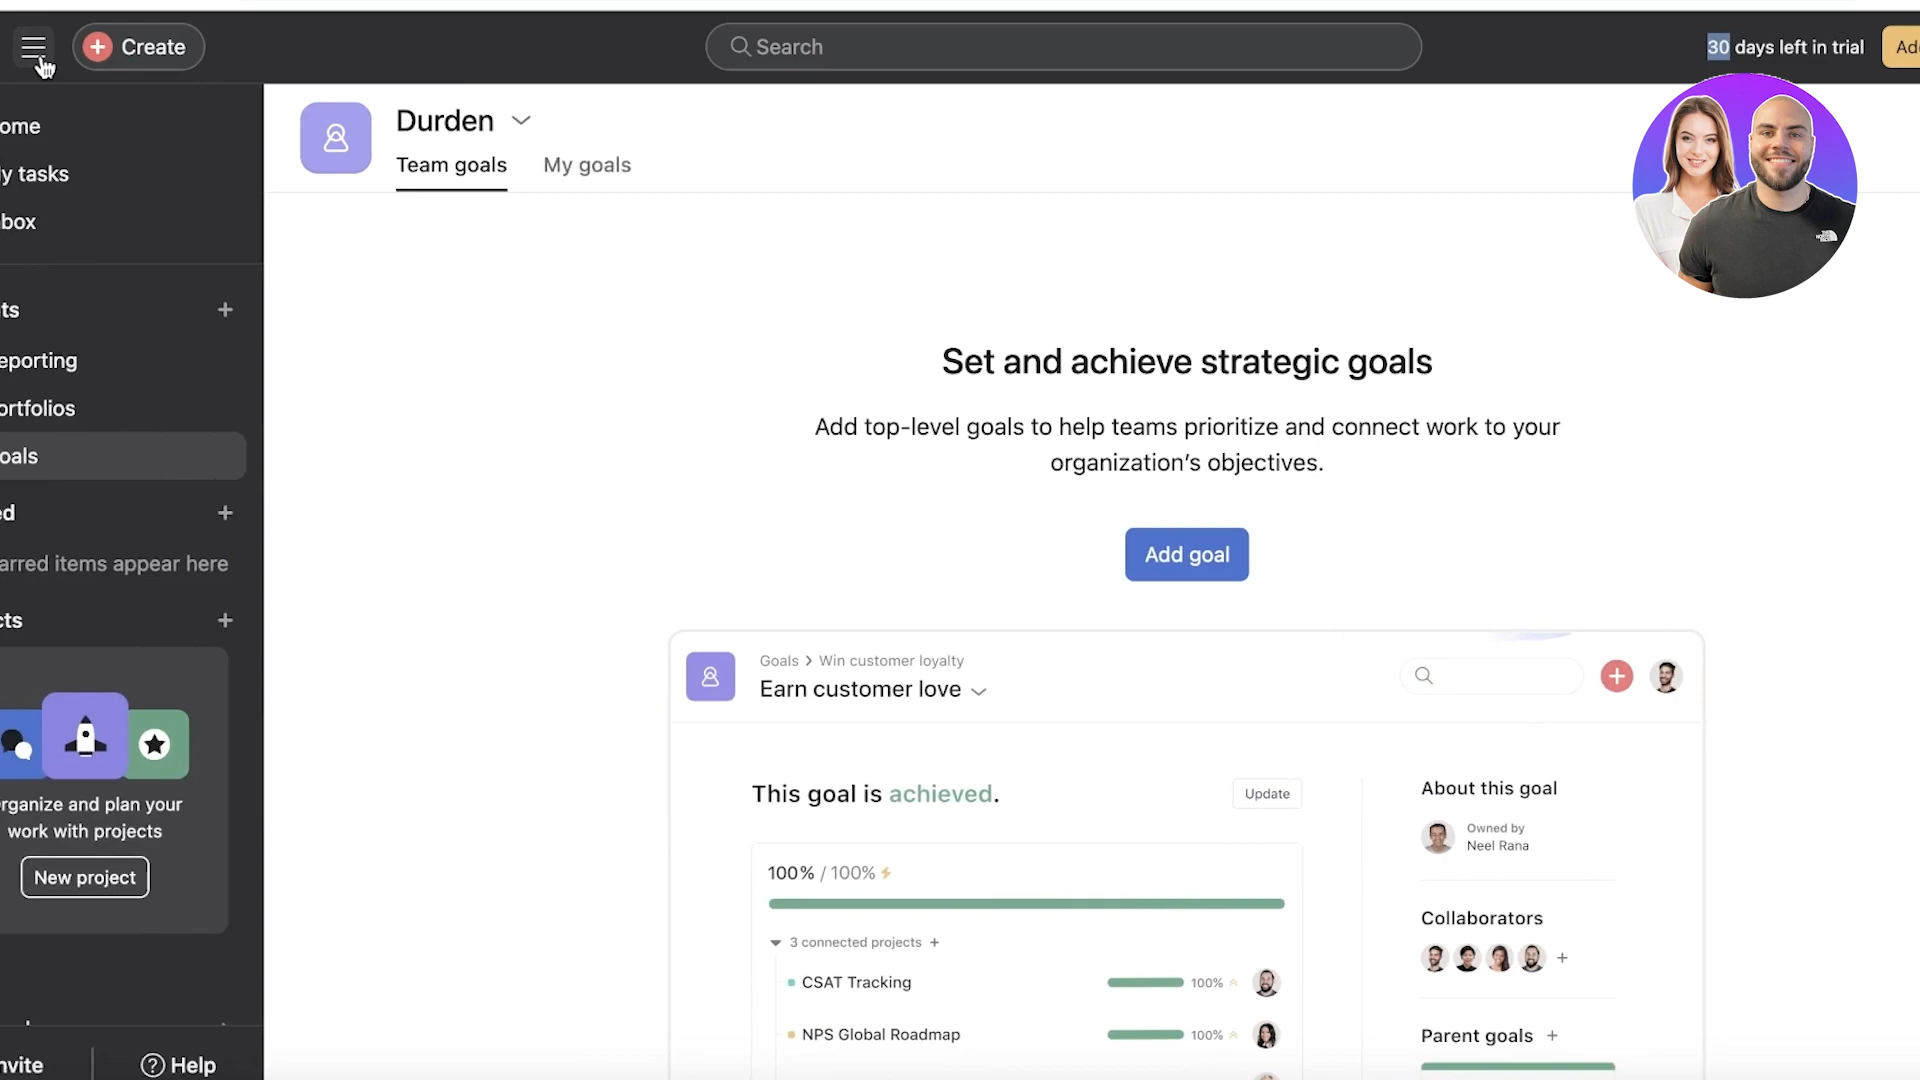 Create
Search
30 days left in trial
Ad
ome
y tasks
box
ts
eporting
ortfolios
oals
ed
arred items appear here
cts
rganize and plan your
work with projects
New project
nvite
Help
Durden
Team goals
My goals
THE NORTH FACE
Set and achieve strategic goals
Add top-level goals to help teams prioritize and connect work to your
organization's objectives.
Add goal
Goals > Win customer loyalty
Earn customer love
This goal is achieved.
Update
100% / 100%
3 connected projects +
CSAT Tracking
100%
NPS Global Roadmap
100%
About this goal
Owned by
Neel Rana
Collaborators
Parent goals +